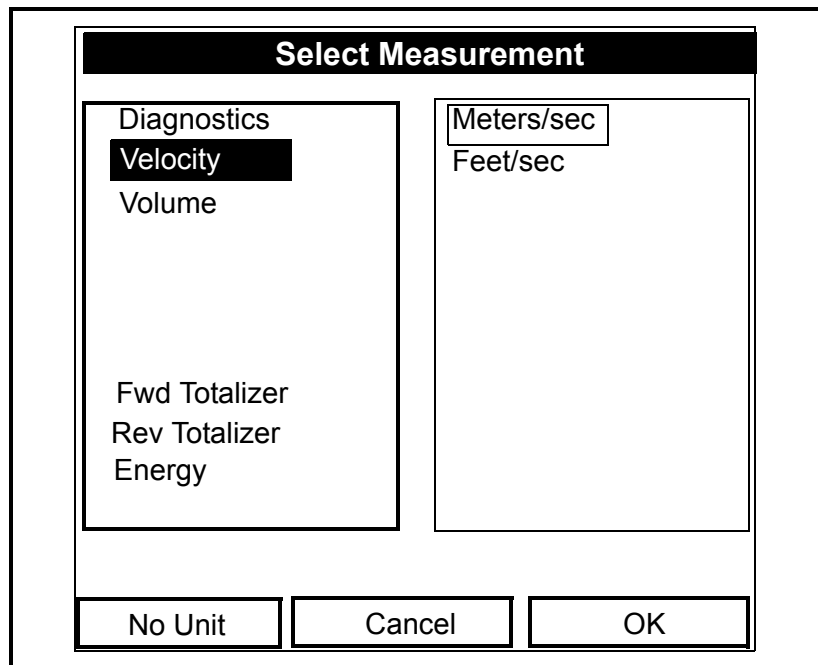 Select Measurement
Diagnostics
Velocity
Volume
Fwd Totalizer
Rev Totalizer
Energy
Meters/sec
Feet/sec
No Unit
Cancel
OK